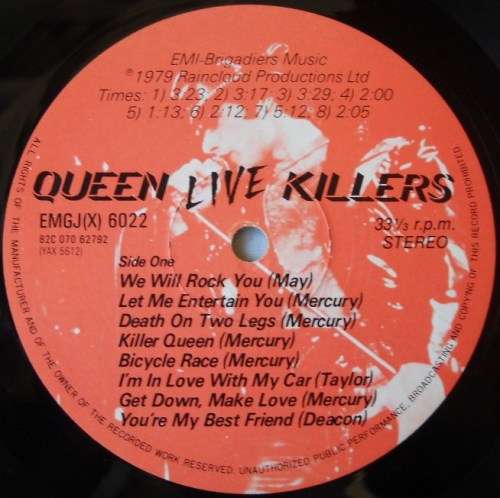 EMI-Brigadiers Music
℗1979 Raincloud Productions Ltd
Times: 1) 3:23; 2) 3:17; 3) 3:29; 4) 2:00
5) 1:13; 6) 2:12; 7) 5:12; 8) 2:05
QUEEN LIVE KILLERS
EMGJ(X) 6022
82C 070 62792
(YAX 5612)
33⅓ r.p.m.
STEREO
Side One
We Will Rock You (May)
Let Me Entertain You (Mercury)
Death On Two Legs (Mercury)
Killer Queen (Mercury)
Bicycle Race (Mercury)
I'm In Love With My Car (Taylor)
Get Down, Make Love (Mercury)
You're My Best Friend (Deacon)
ALL RIGHTS OF THE MANUFACTURER AND OF THE OWNER OF THE RECORDED WORK RESERVED. UNAUTHORIZED PUBLIC PERFORMANCE, BROADCASTING AND COPYING OF THIS RECORD PROHIBITED.